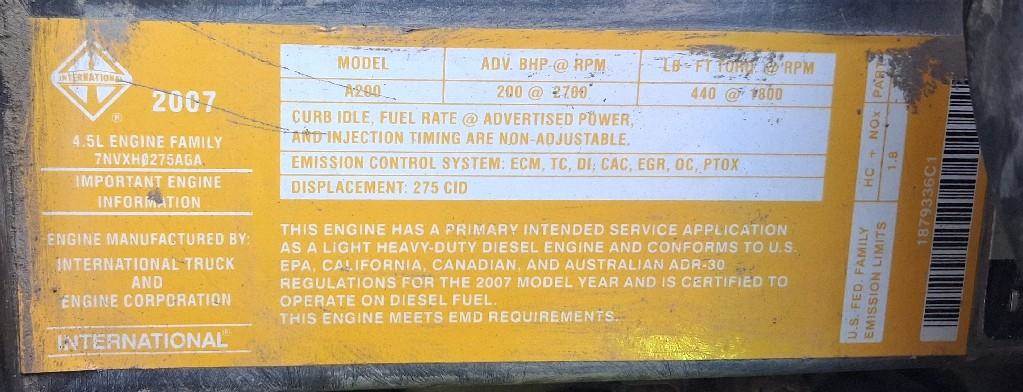 INTERNATIONAL
®
2007
4.5L ENGINE FAMILY
7NVXH0275AGA
IMPORTANT ENGINE
INFORMATION
ENGINE MANUFACTURED BY:
INTERNATIONAL TRUCK
AND
ENGINE CORPORATION
INTERNATIONAL®
MODEL ADV. BHP @ RPM LB - FT TORQ. @ RPM
A200 200 @ 2700 440 @ 1800
CURB IDLE, FUEL RATE @ ADVERTISED POWER,
AND INJECTION TIMING ARE NON-ADJUSTABLE.
EMISSION CONTROL SYSTEM: ECM, TC, DI, CAC, EGR, OC, PTOX
DISPLACEMENT: 275 CID
THIS ENGINE HAS A PRIMARY INTENDED SERVICE APPLICATION
AS A LIGHT HEAVY-DUTY DIESEL ENGINE AND CONFORMS TO U.S.
EPA, CALIFORNIA, CANADIAN, AND AUSTRALIAN ADR-30
REGULATIONS FOR THE 2007 MODEL YEAR AND IS CERTIFIED TO
OPERATE ON DIESEL FUEL.
THIS ENGINE MEETS EMD REQUIREMENTS.
U.S. FED. FAMILY
EMISSION LIMITS
HC + NOx
1.8
1879336C1